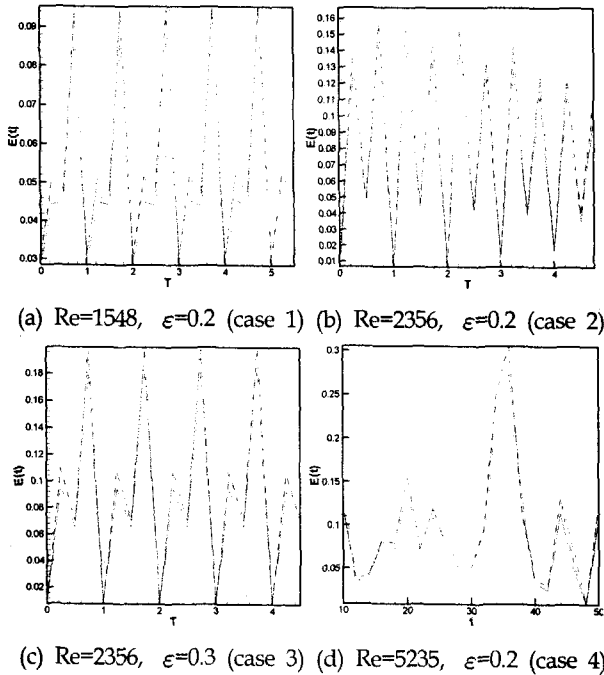 0.09
0.08
0.07
0.06
0.05
0.04
0.03
E(t)
0 1 2 3 4 5
T
0.16
0.15
0.14
0.13
0.12
0.11
0.1
0.09
0.08
0.07
0.06
0.05
0.04
0.03
0.02
0.01
E(t)
0 1 2 3 4
T
(a) Re=1548, ε=0.2 (case 1) (b) Re=2356, ε=0.2 (case 2)
0.18
0.16
0.14
0.12
0.1
0.08
0.06
0.04
0.02
E(t)
0 1 2 3 4
T
0.3
0.25
0.2
0.15
0.1
0.05
E(t)
10 20 30 40 50
(c) Re=2356, ε=0.3 (case 3) (d) Re=5235, ε=0.2 (case 4)